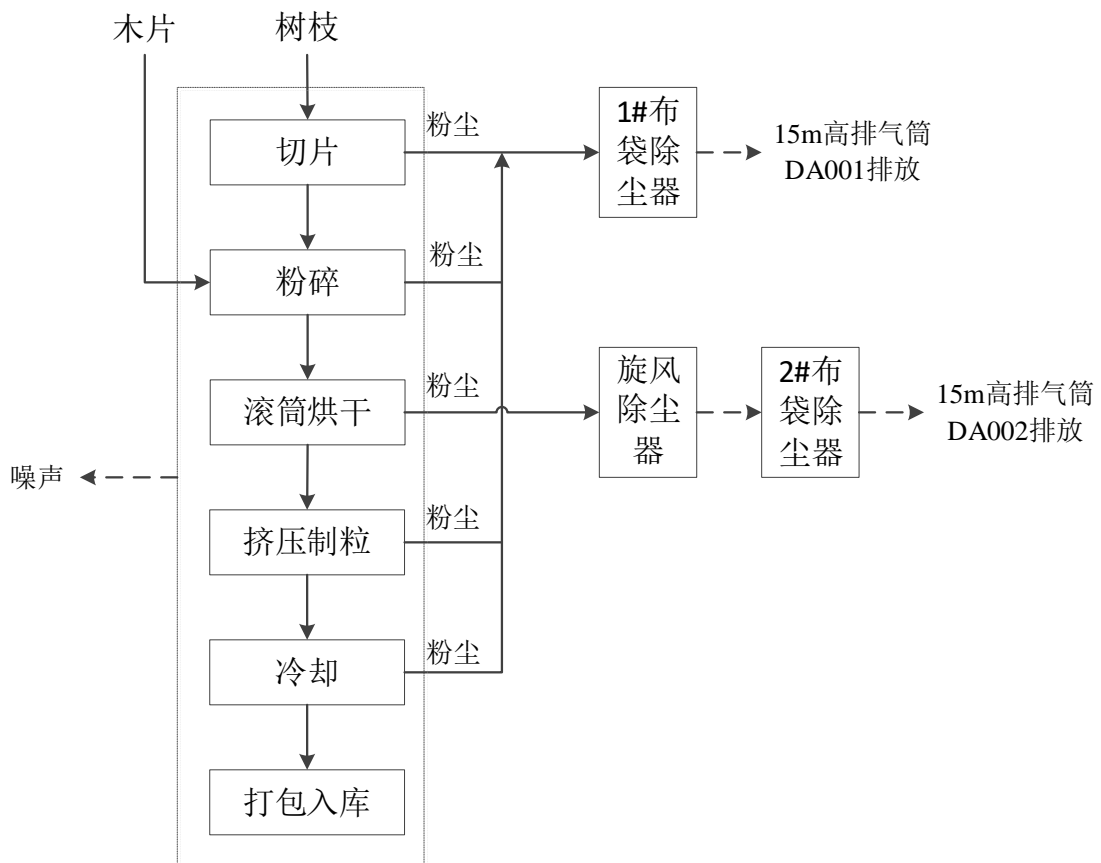 木片
树枝
切片
粉尘
1#布
袋除
尘器
15m高排气筒
DA001排放
粉碎
粉尘
滚筒烘干
粉尘
旋风
除尘
器
2#布
袋除
尘器
15m高排气筒
DA002排放
噪声
挤压制粒
粉尘
冷却
粉尘
打包入库